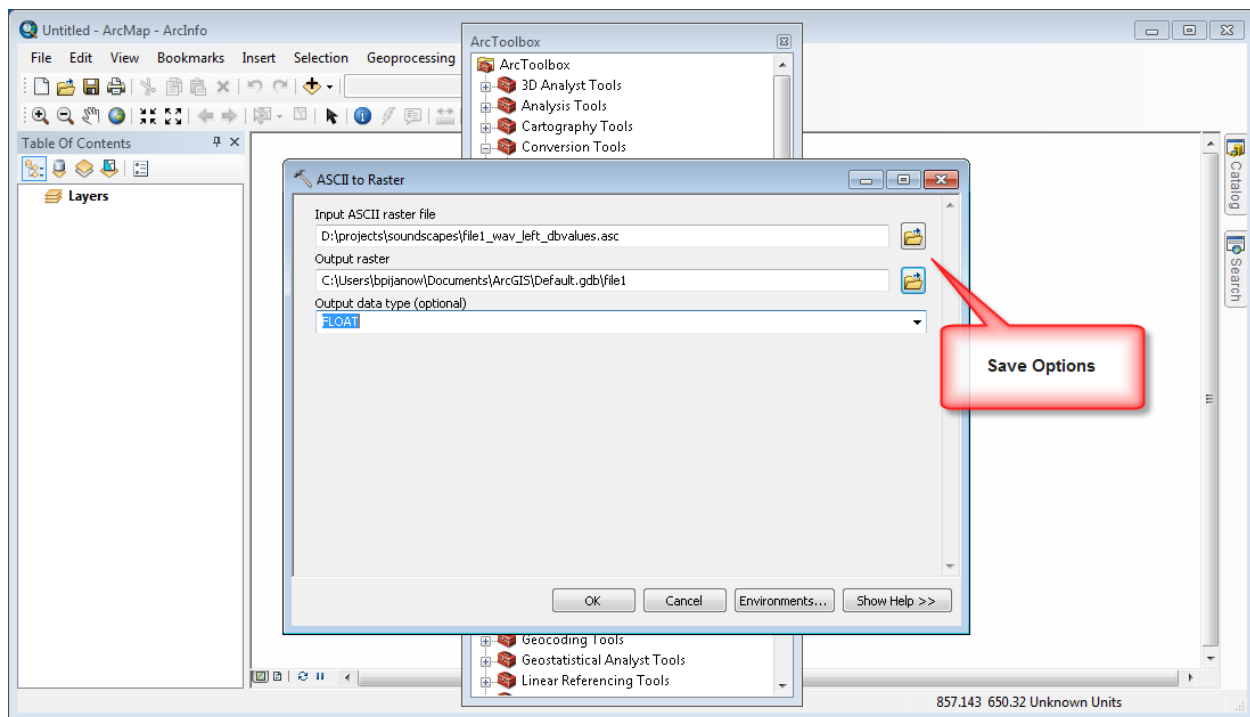 Untitled - ArcMap - ArcInfo
File Edit View Bookmarks Insert Selection Geoprocessing
Table Of Contents
Layers
ArcToolbox
ArcToolbox
3D Analyst Tools
Analysis Tools
Cartography Tools
Conversion Tools
ASCII to Raster
Input ASCII raster file
D:\projects\soundscapes\file1_wav_left_dbvalues.asc
Output raster
C:\Users\bpijanow\Documents\ArcGIS\Default.gdb\file1
Output data type (optional)
FLOAT
Save Options
OK Cancel Environments... Show Help >>
Geocoding Tools
Geostatistical Analyst Tools
Linear Referencing Tools
Catalog
Search
857.143 650.32 Unknown Units